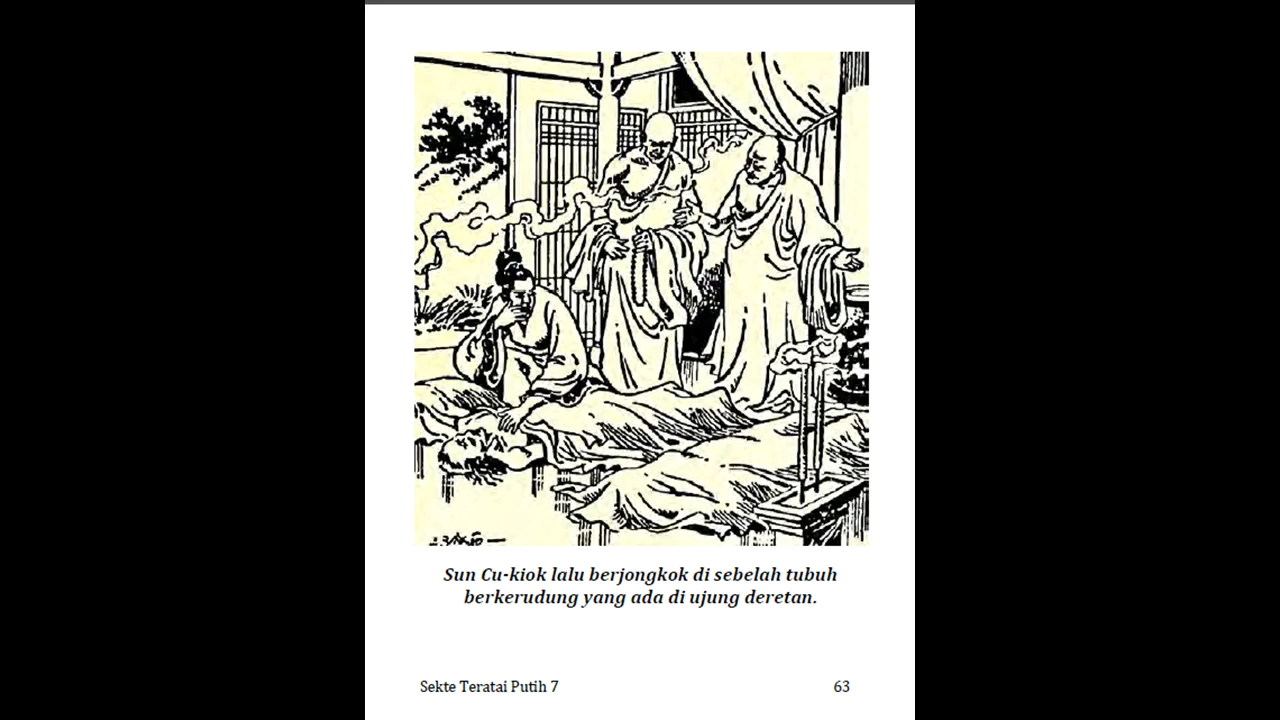 Sun Cu-kiok lalu berjongkok di sebelah tubuh
berkerudung yang ada di ujung deretan.
Sekte Teratai Putih 7
63